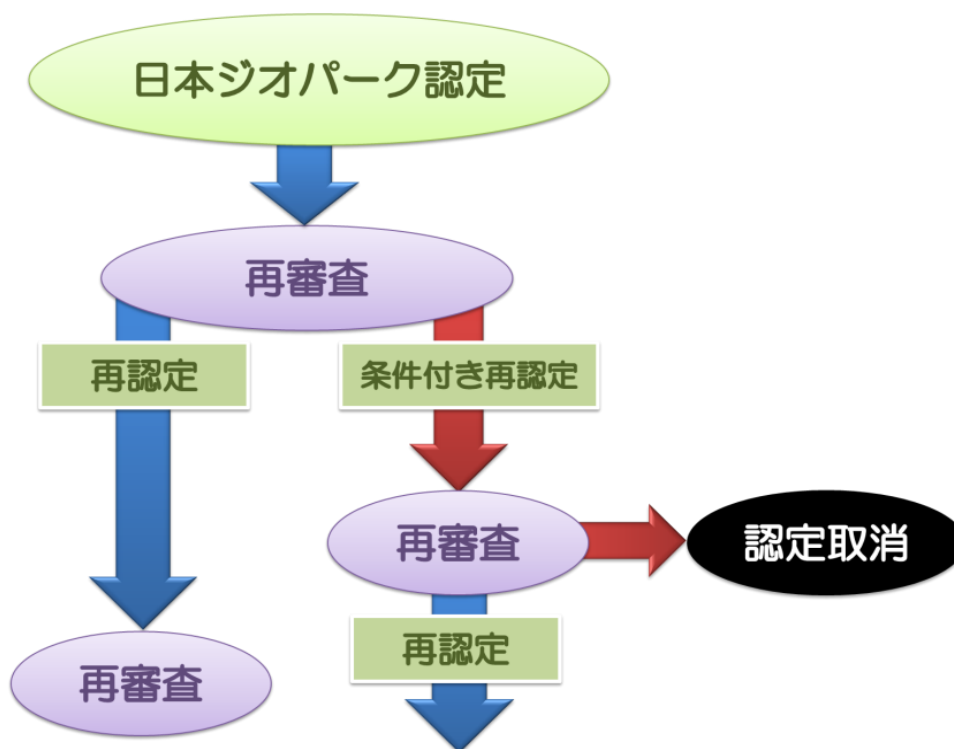 日本ジオパーク認定
再審査
再認定
条件付き再認定
再審査
認定取消
再認定
再審査